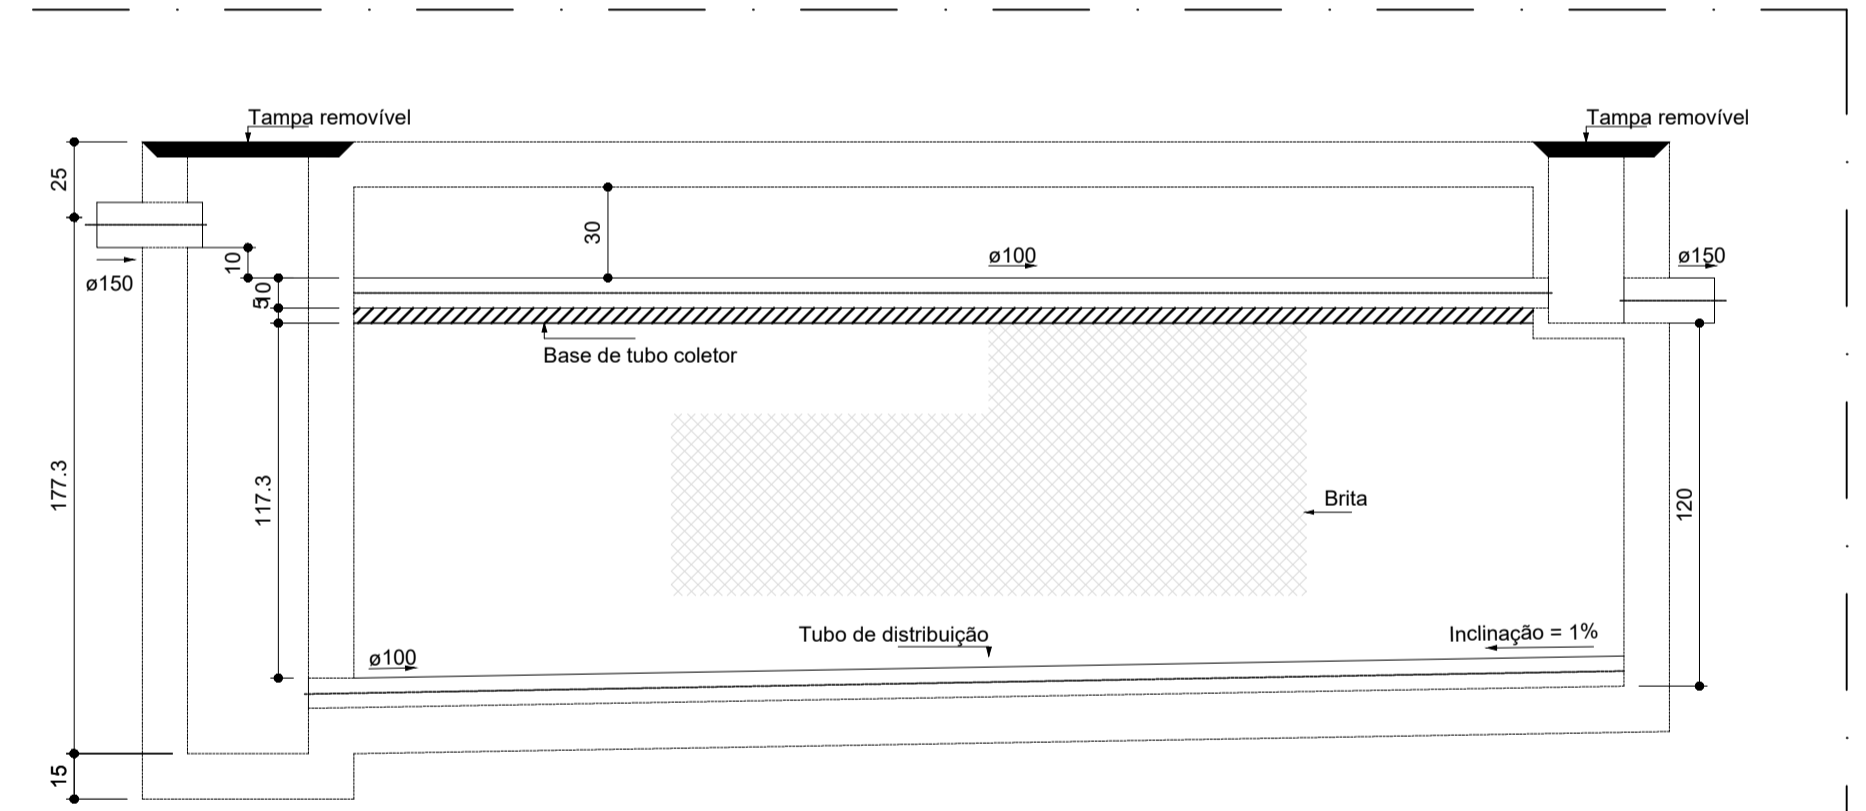 Tampa removível
Tampa removível
25
30
10
ø100
ø150
ø150
10
5
Base de tubo coletor
177.3
117.3
Brita
120
Tubo de distribuição
Inclinação = 1%
ø100
15